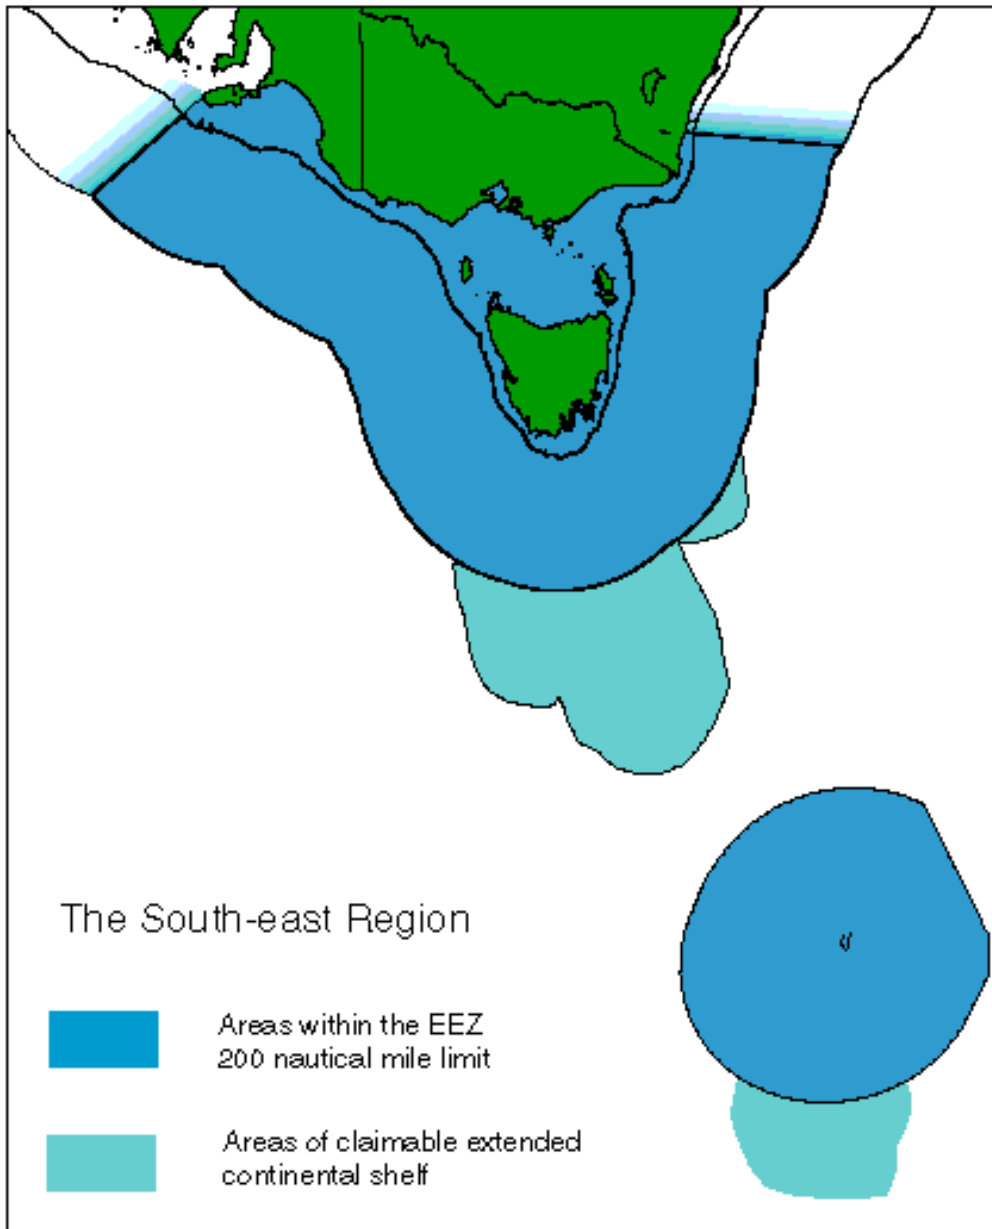 The South-east Region
Areas within the EEZ
200 nautical mile limit
Areas of claimable extended
continental shelf